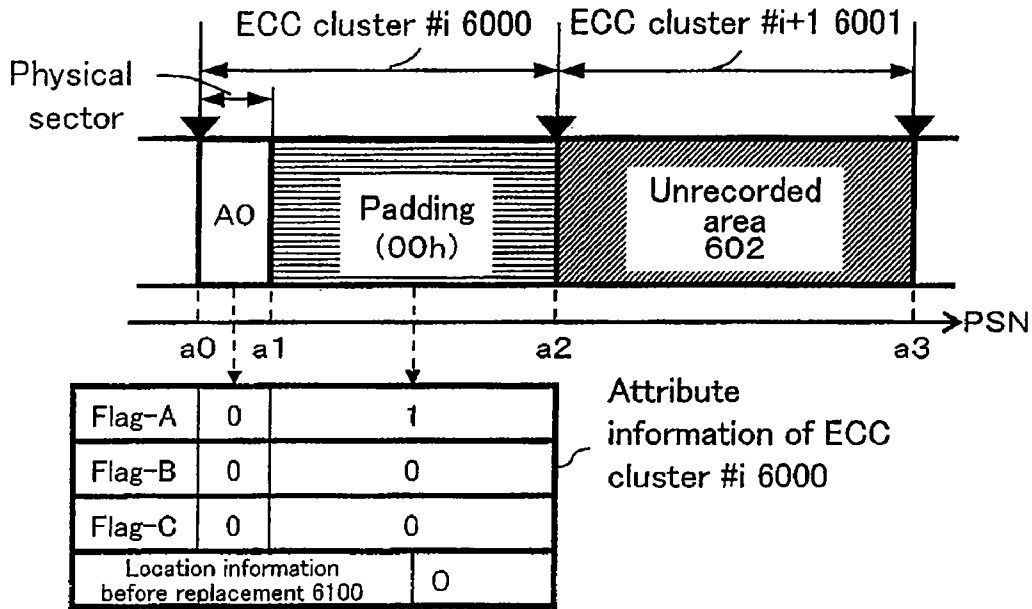 ECC cluster #i 6000
ECC cluster #i+1 6001
Physical
sector
A0
Padding
(00h)
Unrecorded
area
602
PSN
a0
a1
a2
a3
Flag-A 0 1
Flag-B 0 0
Flag-C 0 0
Location information
before replacement 6100
0
Attribute
information of ECC
cluster #i 6000